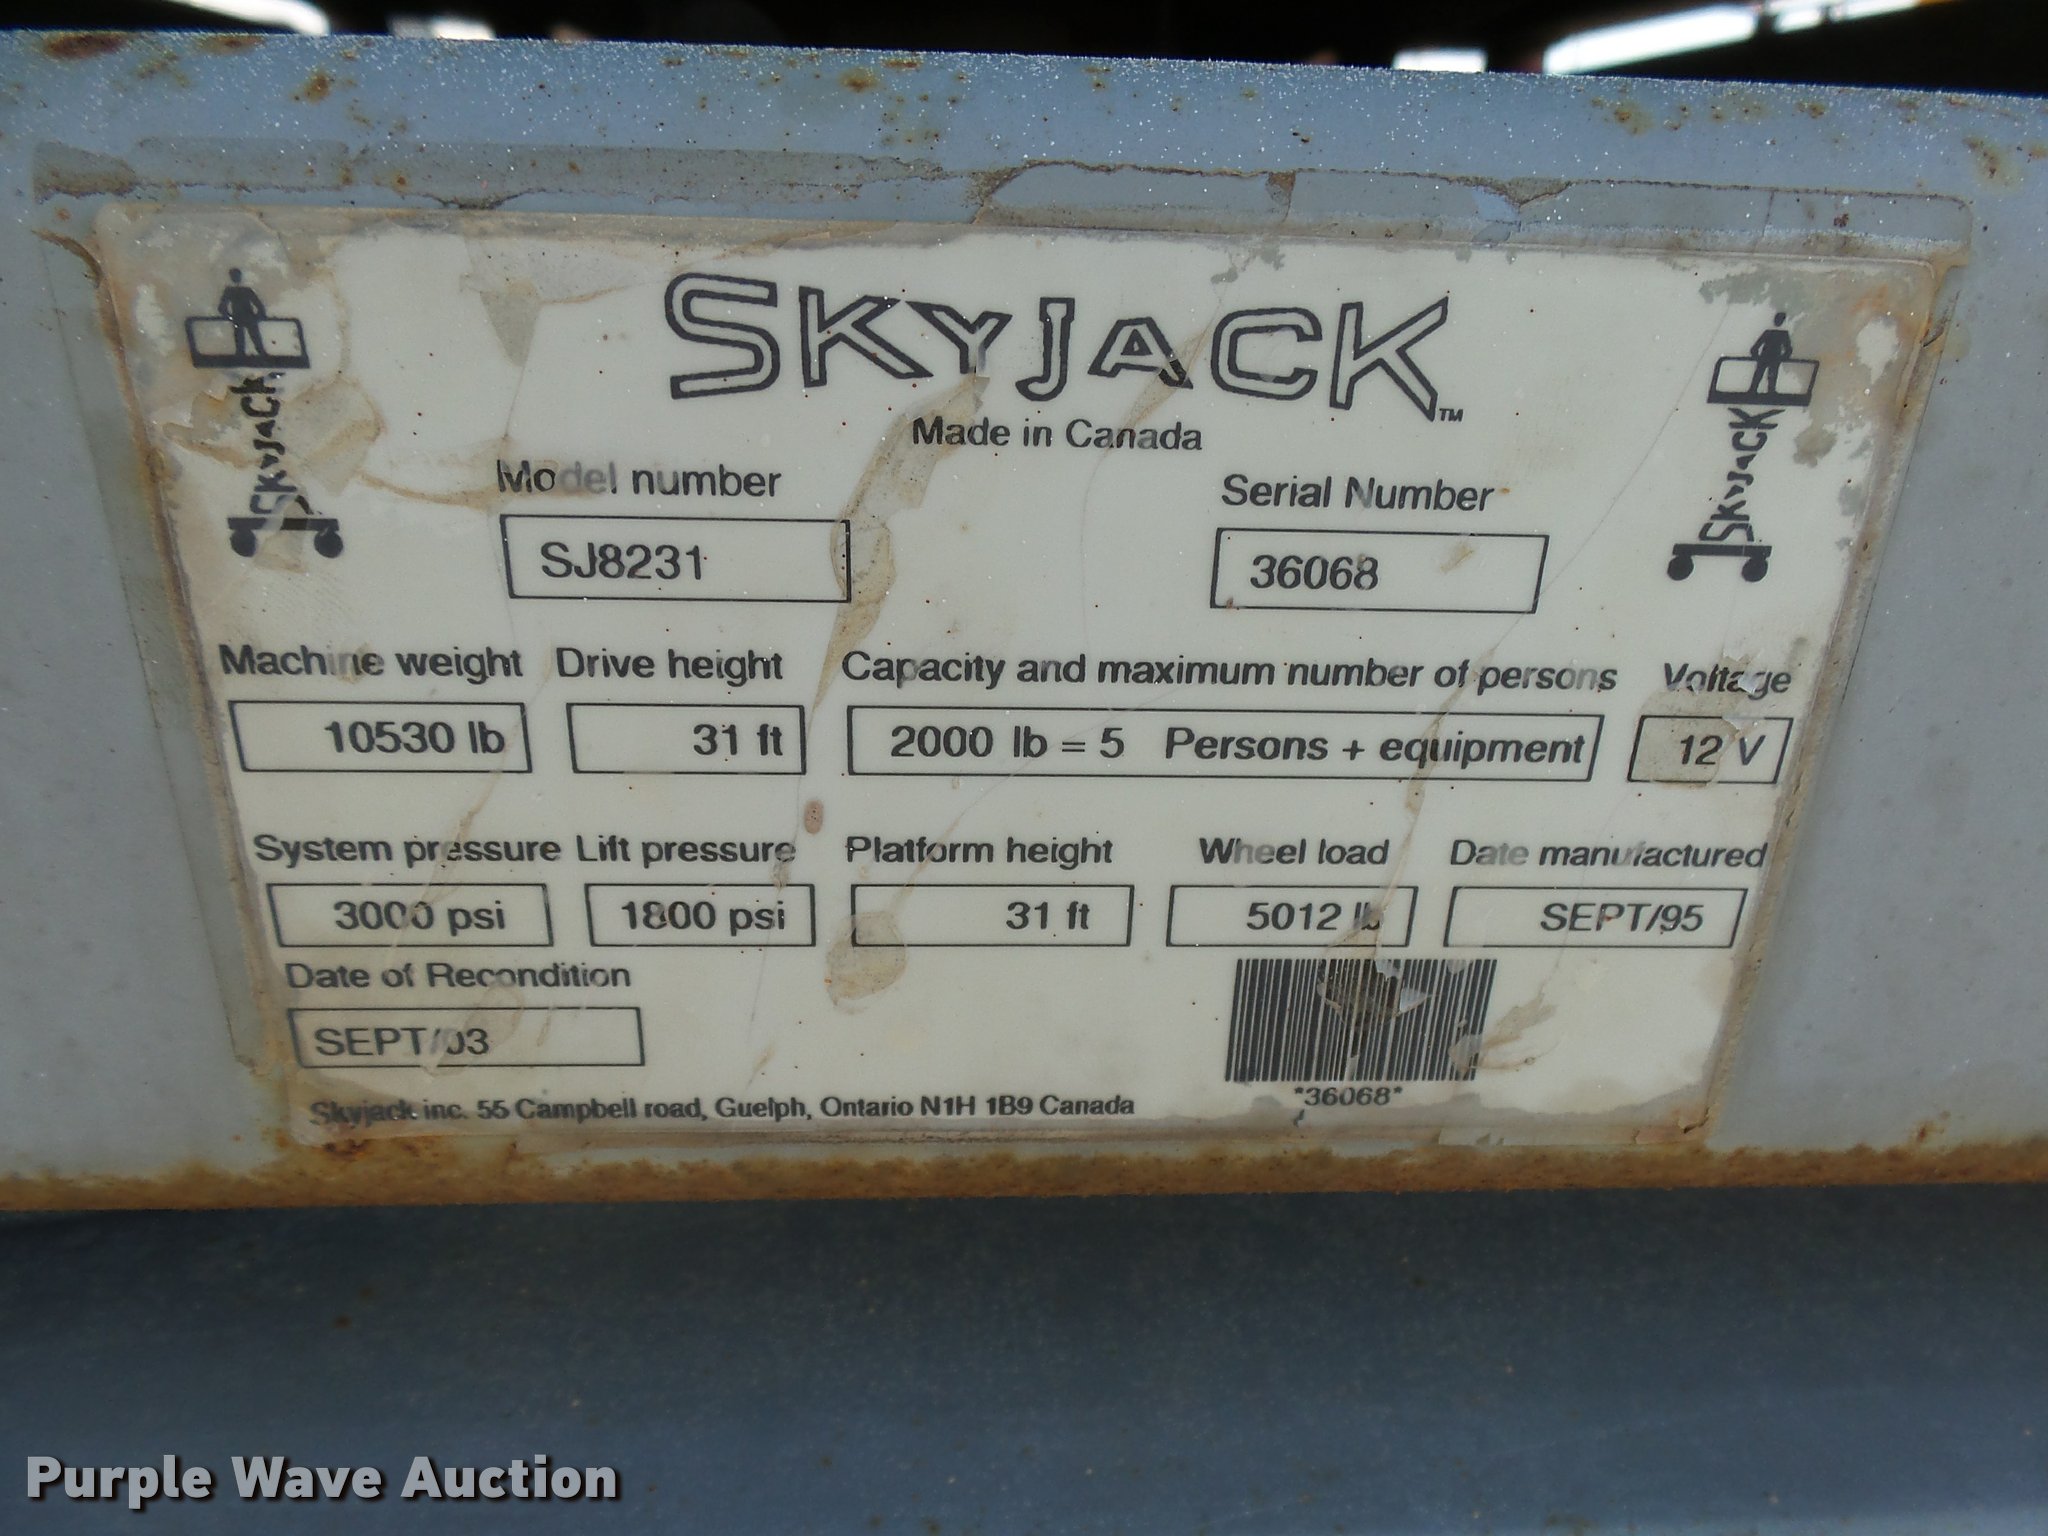 SKYJACK™
Made in Canada
SKYJACK
SKYJACK
Model number Serial Number
SJ8231 36068
Machine weight Drive height Capacity and maximum number of persons Voltage
10530 lb 31 ft 2000 lb = 5 Persons + equipment 12 V
System pressure Lift pressure Platform height Wheel load Date manufactured
3000 psi 1800 psi 31 ft 5012 lb SEPT/95
Date of Recondition
SEPT/03
*36068*
Skyjack inc. 55 Campbell road, Guelph, Ontario N1H 1B9 Canada
Purple Wave Auction